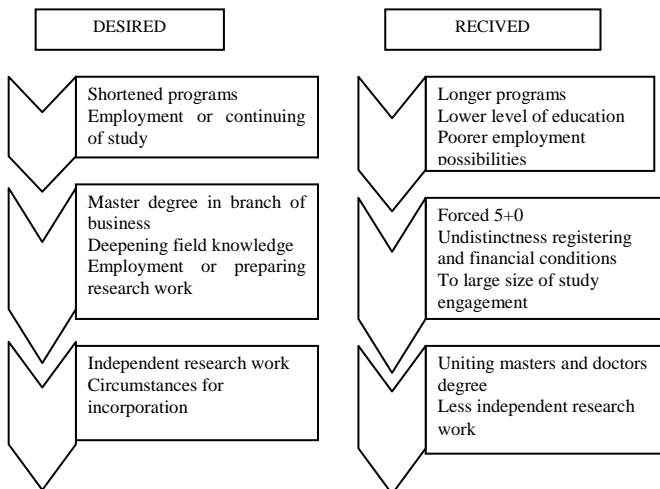 DESIRED
Shortened programs
Employment or continuing
of study
Master degree in branch of
business
Deepening field knowledge
Employment or preparing
research work
Independent research work
Circumstances for
incorporation
RECIVED
Longer programs
Lower level of education
Poorer employment
possibilities
Forced 5+0
Undistinctness registering
and financial conditions
To large size of study
engagement
Uniting masters and doctors
degree
Less independent research
work